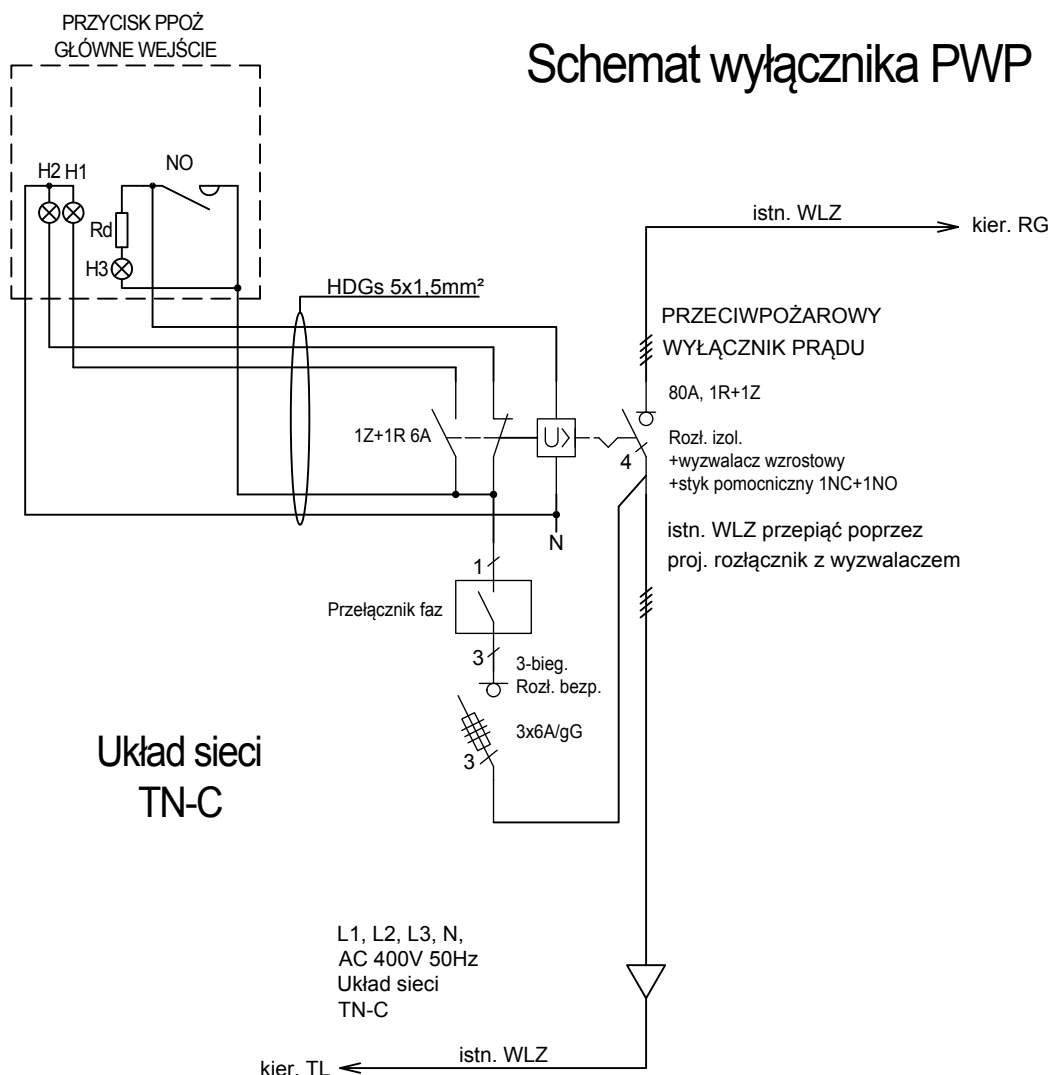 PRZYCISK PPOŻ
GŁÓWNE WEJŚCIE
Schemat wyłącznika PWP
H2 H1
NO
Rd
H3
istn. WLZ
kier. RG
HDGs 5x1,5mm²
PRZECIWPOŻAROWY
WYŁĄCZNIK PRĄDU
80A, 1R+1Z
1Z+1R 6A
U>
4
Rozł. izol.
+wyzwalacz wzrostowy
+styk pomocniczy 1NC+1NO
N
istn. WLZ przepiąć poprzez
proj. rozłącznik z wyzwalaczem
1
Przełącznik faz
3
3-bieg.
Rozł. bezp.
3x6A/gG
3
Układ sieci
TN-C
L1, L2, L3, N,
AC 400V 50Hz
Układ sieci
TN-C
istn. WLZ
kier. TL